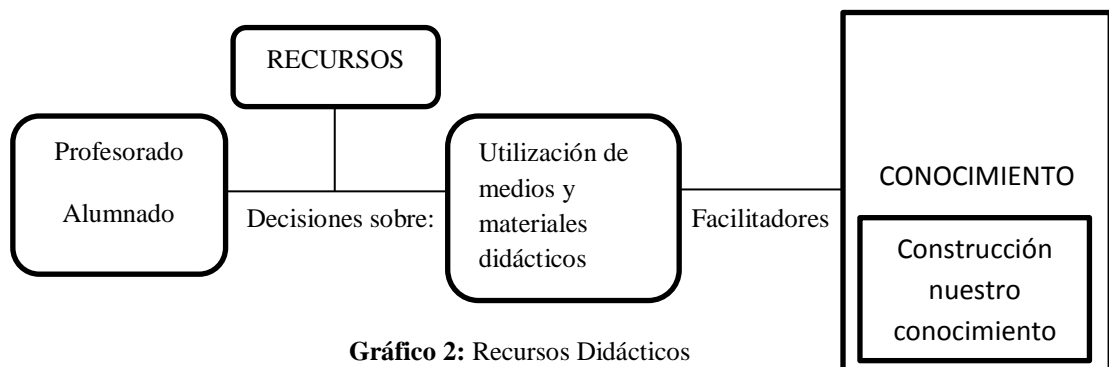 RECURSOS
Profesorado
Alumnado
Decisiones sobre:
Utilización de
medios y
materiales
didácticos
Facilitadores
CONOCIMIENTO
Construcción
nuestro
conocimiento
Gráfico 2: Recursos Didácticos